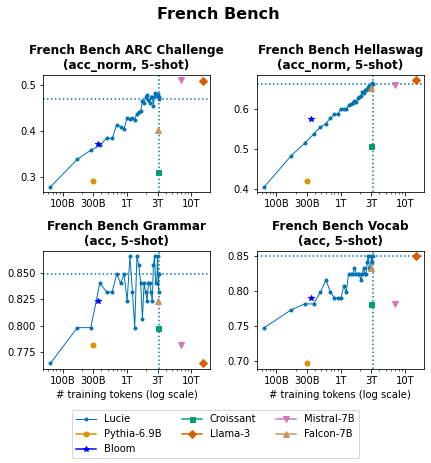 French Bench
French Bench ARC Challenge
(acc_norm, 5-shot)
0.5
0.4
0.3
100B 300B 1T 3T 10T
French Bench Hellaswag
(acc_norm, 5-shot)
0.6
0.5
0.4
100B 300B 1T 3T 10T
French Bench Grammar
(acc, 5-shot)
0.850
0.825
0.800
0.775
100B 300B 1T 3T 10T
# training tokens (log scale)
French Bench Vocab
(acc, 5-shot)
0.85
0.80
0.75
0.70
100B 300B 1T 3T 10T
# training tokens (log scale)
Lucie
Pythia-6.9B
Bloom
Croissant
Llama-3
Mistral-7B
Falcon-7B